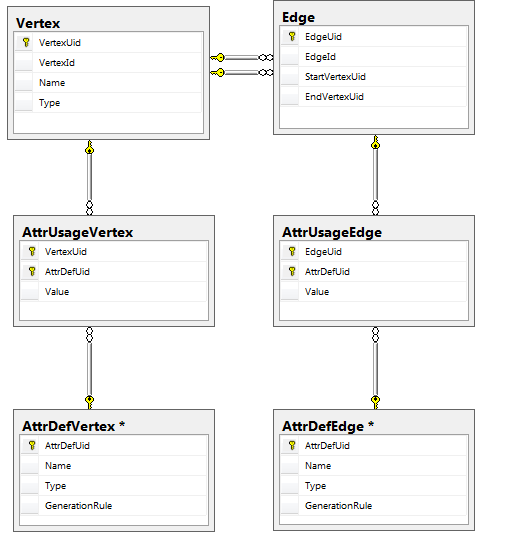 Vertex
VertexUid
VertexId
Name
Type
Edge
EdgeUid
EdgeId
StartVertexUid
EndVertexUid
AttrUsageVertex
VertexUid
AttrDefUid
Value
AttrUsageEdge
EdgeUid
AttrDefUid
Value
AttrDefVertex *
AttrDefUid
Name
Type
GenerationRule
AttrDefEdge *
AttrDefUid
Name
Type
GenerationRule